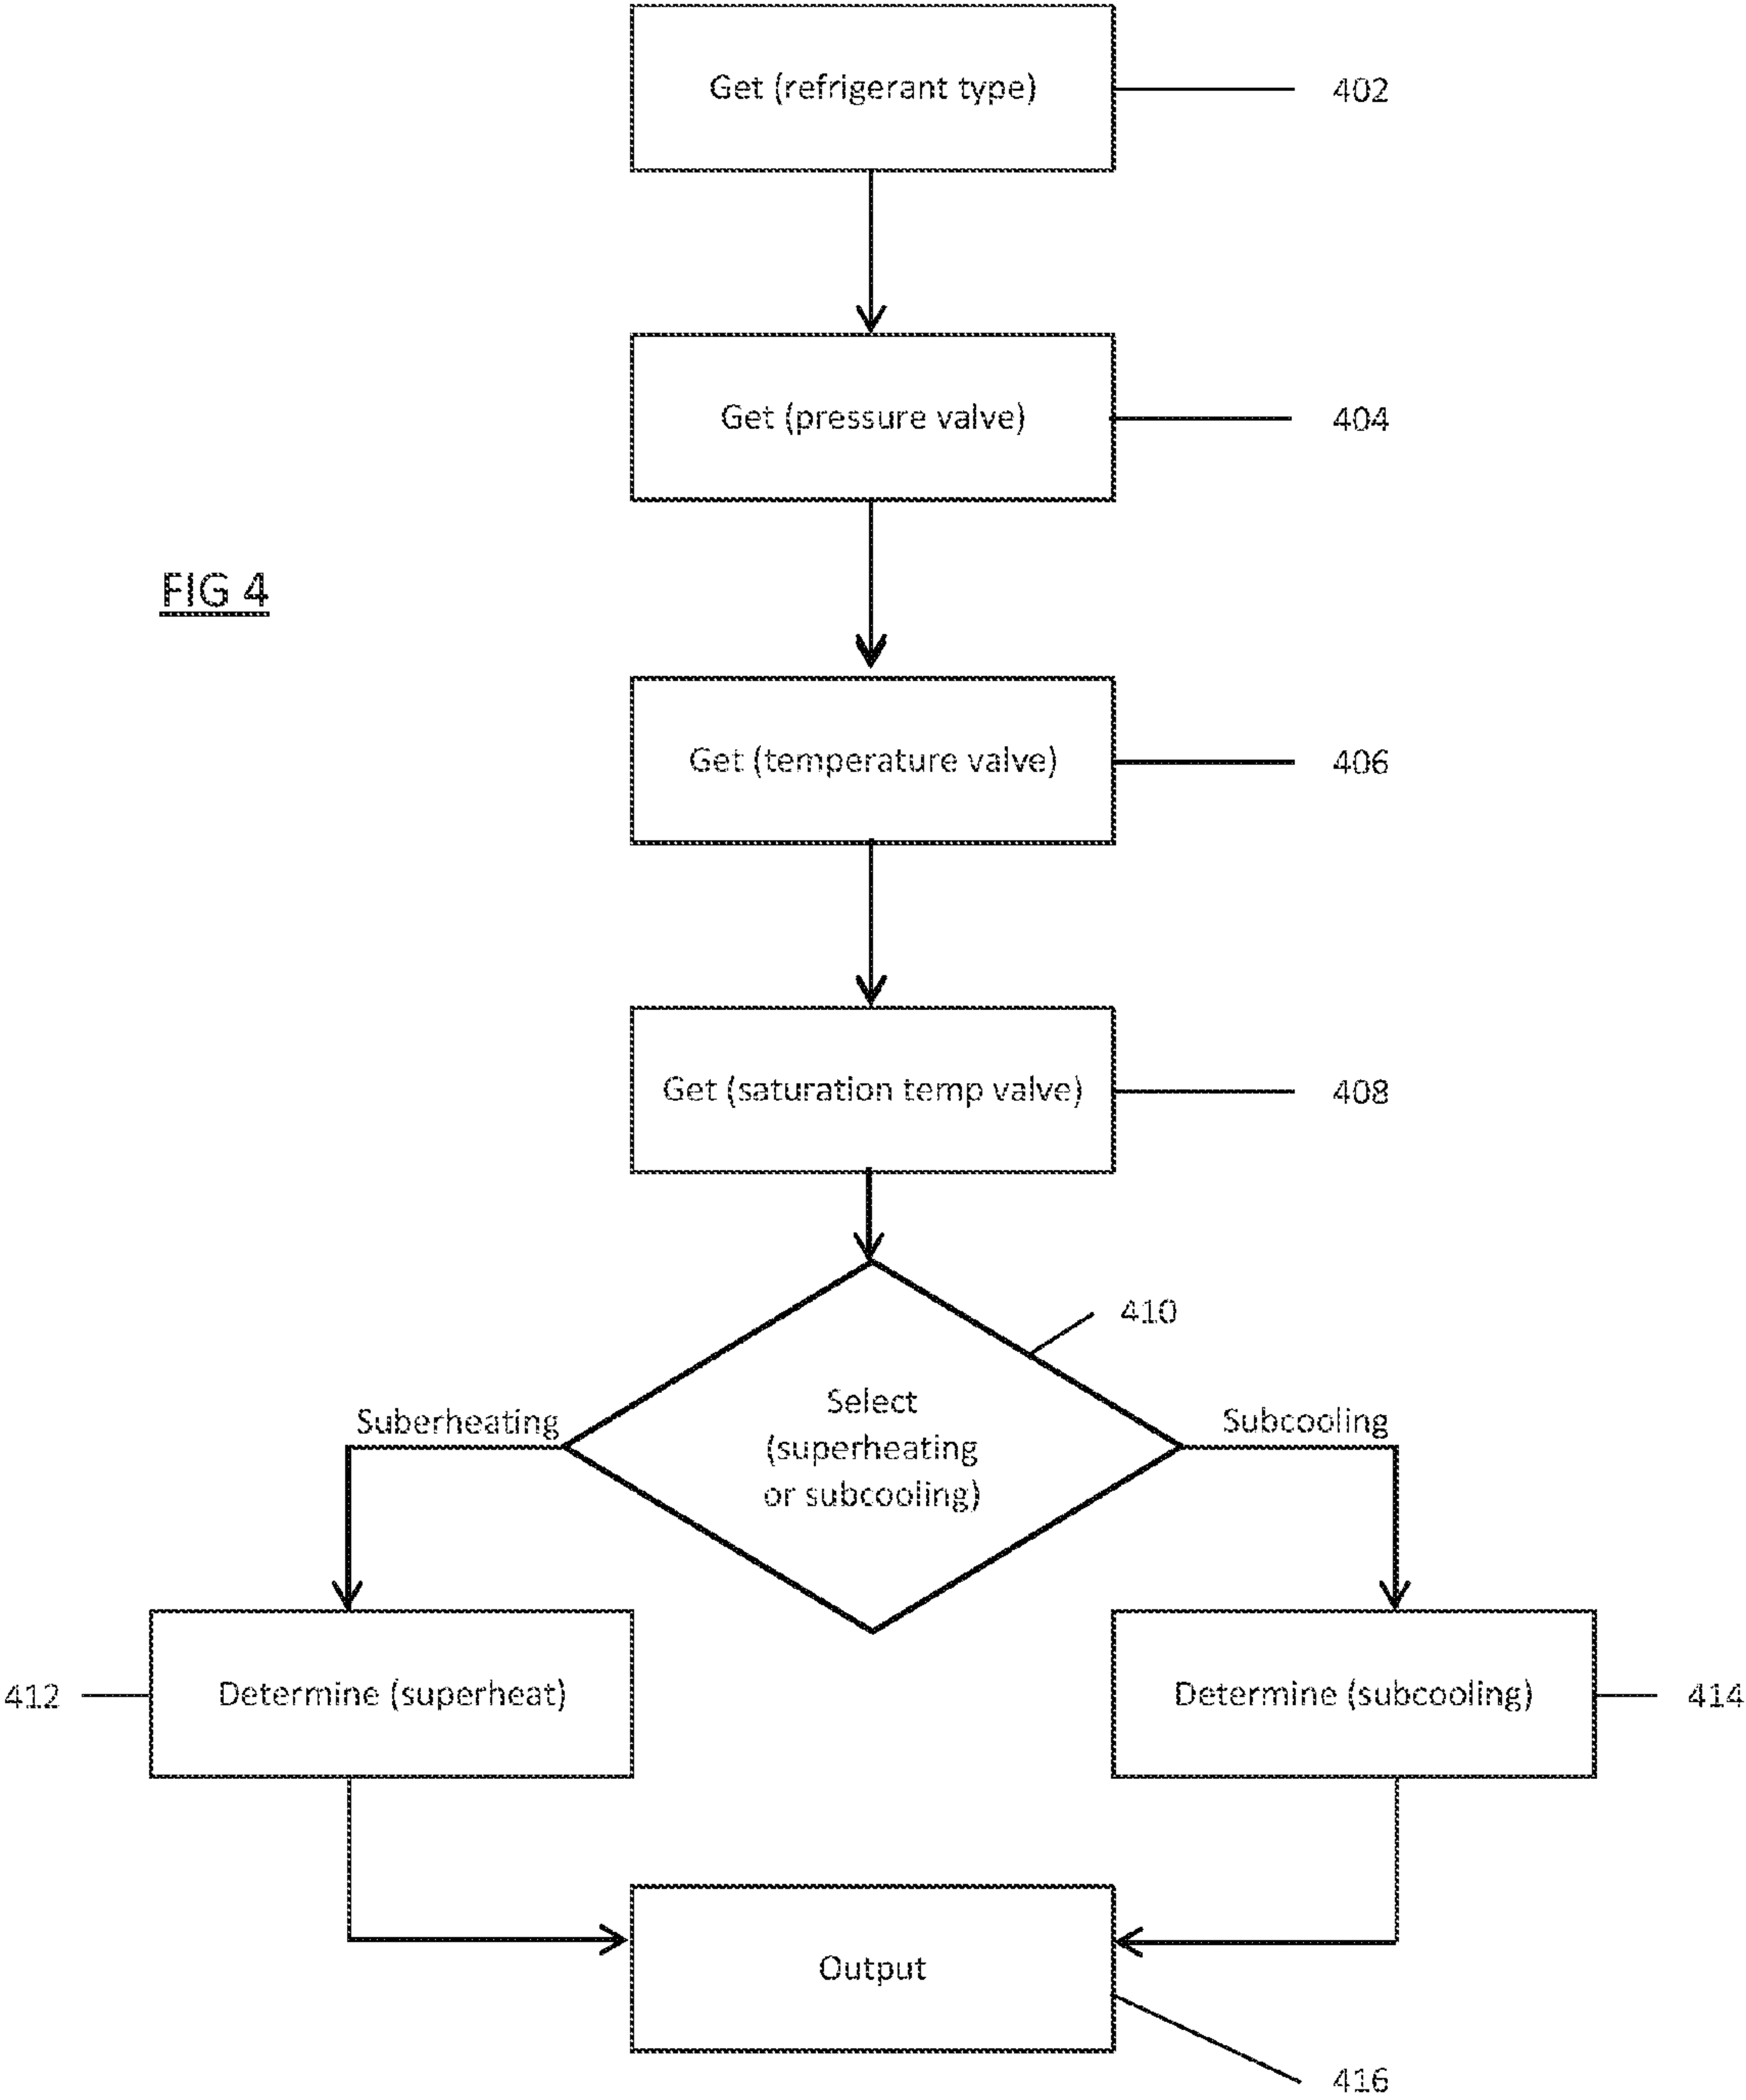 Get (refrigerant type)
402
Get (pressure valve)
404
FIG 4
Get (temperature valve)
406
Get (saturation temp valve)
408
410
Select
(superheating
or subcooling)
Suberheating
Subcooling
412
Determine (superheat)
Determine (subcooling)
414
Output
416